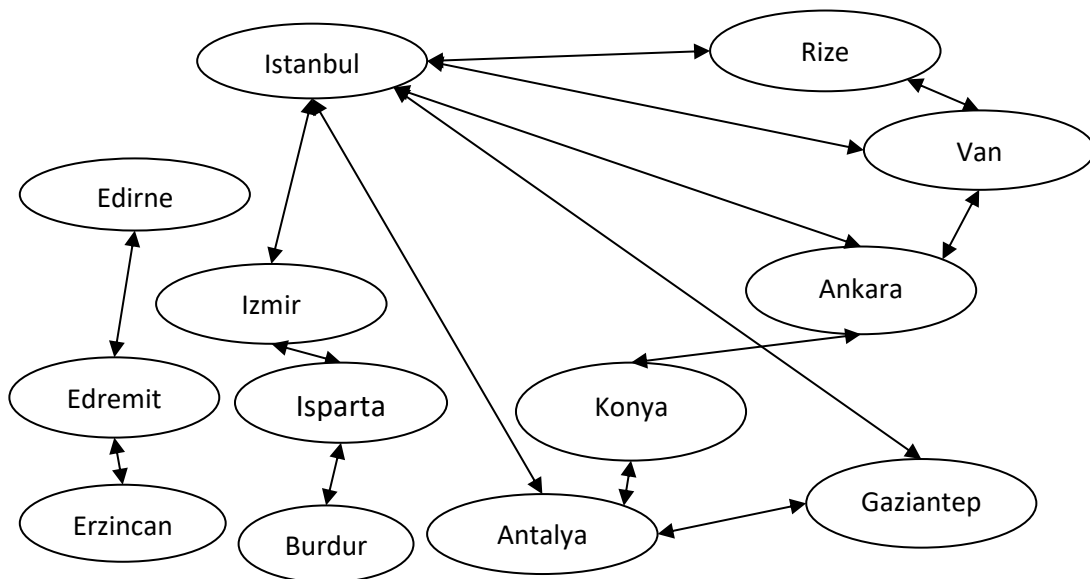 Istanbul
Rize
Van
Edirne
Izmir
Ankara
Edremit
Isparta
Konya
Erzincan
Burdur
Antalya
Gaziantep